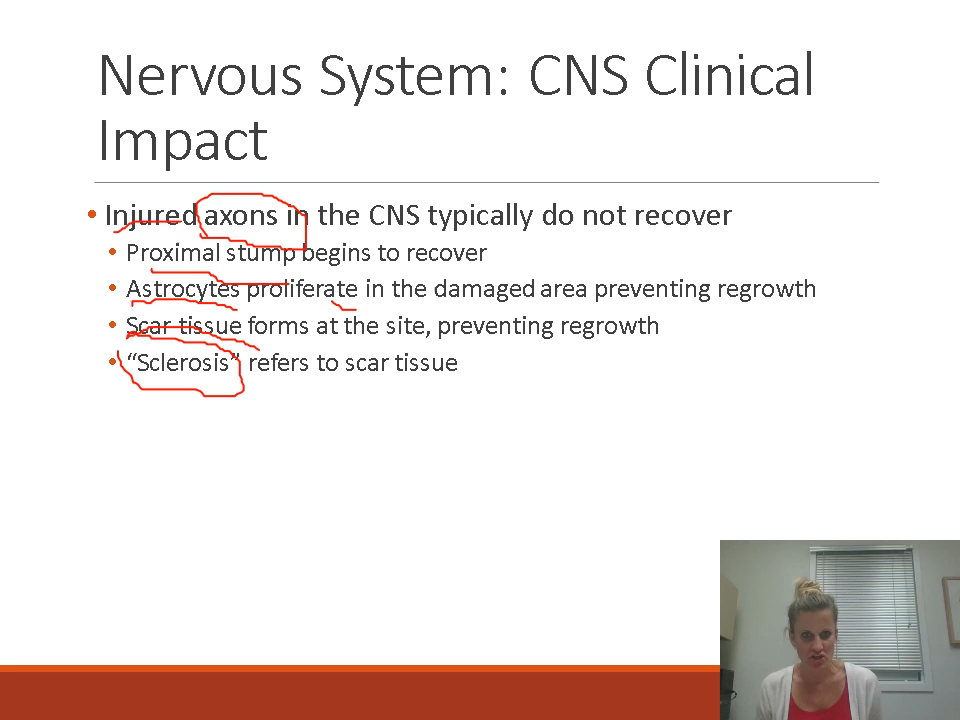 Nervous System: CNS Clinical
Impact
• Injured axons in the CNS typically do not recover
• Proximal stump begins to recover
• Astrocytes proliferate in the damaged area preventing regrowth
• Scar tissue forms at the site, preventing regrowth
• “Sclerosis” refers to scar tissue